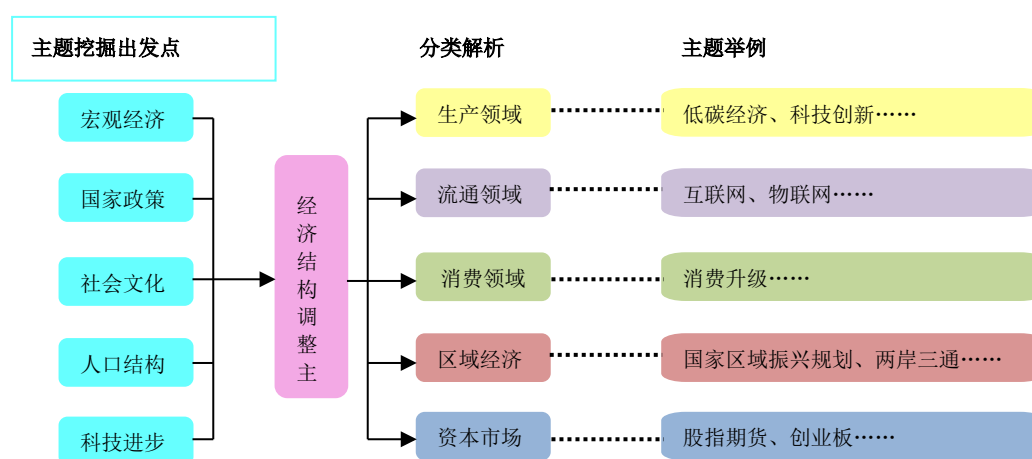 主题挖掘出发点
分类解析
主题举例
宏观经济
国家政策
社会文化
人口结构
科技进步
经济结构调整主
生产领域
低碳经济、科技创新……
流通领域
互联网、物联网……
消费领域
消费升级……
区域经济
国家区域振兴规划、两岸三通……
资本市场
股指期货、创业板……